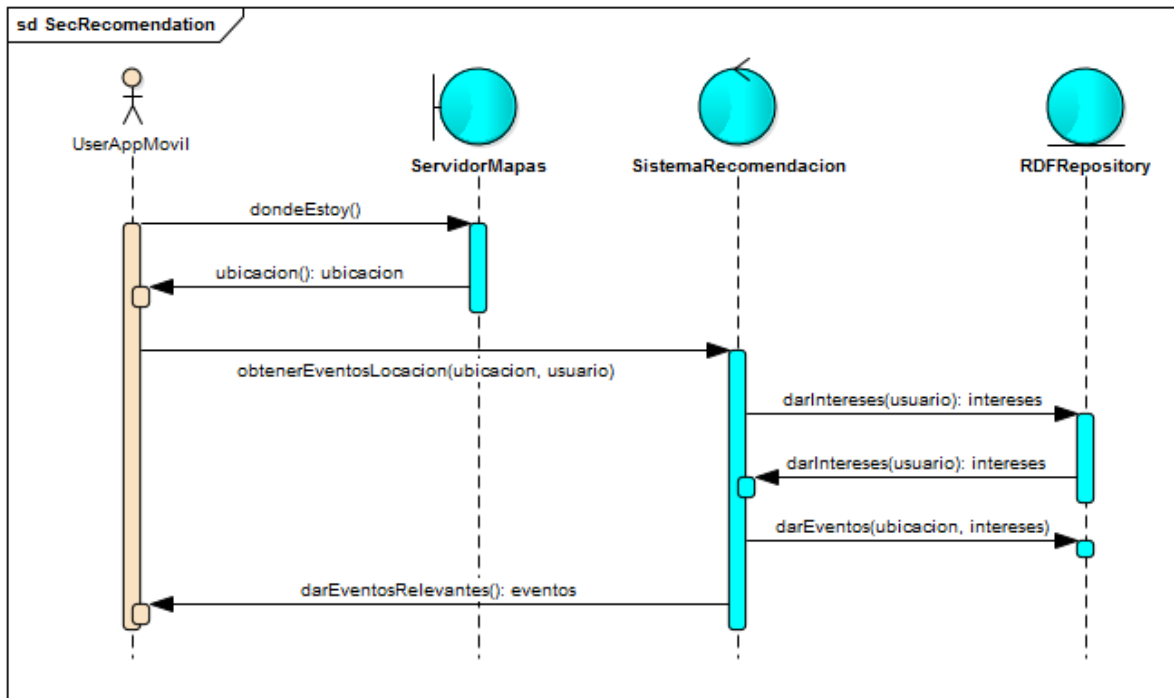 sd SecRecomendation
UserAppMovil
ServidorMapas
SistemaRecomendacion
RDFRepository
dondeEstoy()
ubicacion(): ubicacion
obtenerEventosLocacion(ubicacion, usuario)
darIntereses(usuario): intereses
darIntereses(usuario): intereses
darEventos(ubicacion, intereses)
darEventosRelevantes(): eventos